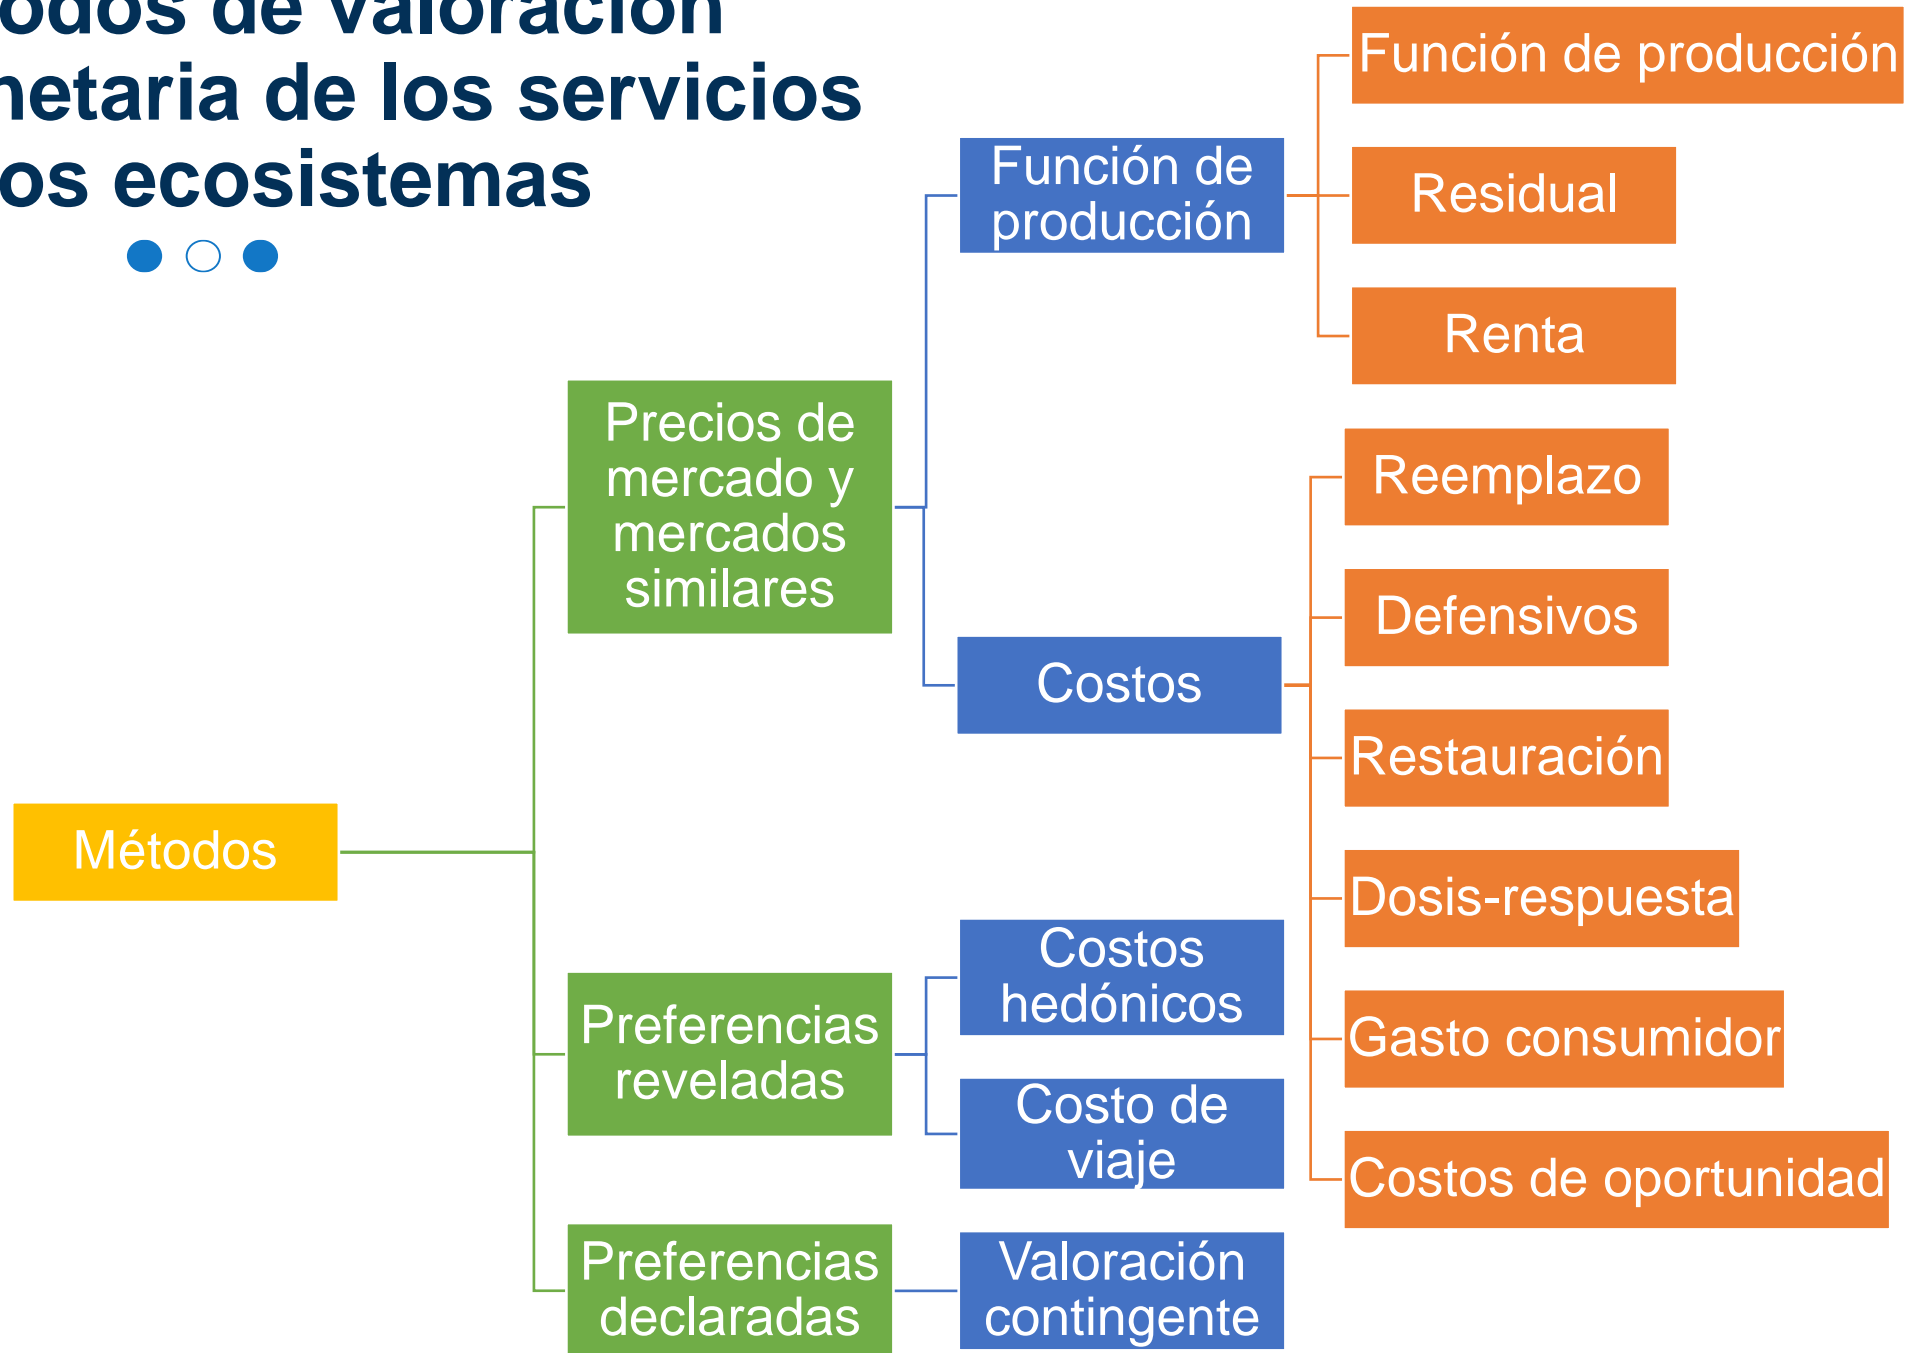 odos de valoración
netaria de los servicios
os ecosistemas
Métodos
Precios de
mercado y
mercados
similares
Preferencias
reveladas
Preferencias
declaradas
Función de
producción
Costos
Costos
hedónicos
Costo de
viaje
Valoración
contingente
Función de producción
Residual
Renta
Reemplazo
Defensivos
Restauración
Dosis-respuesta
Gasto consumidor
Costos de oportunidad